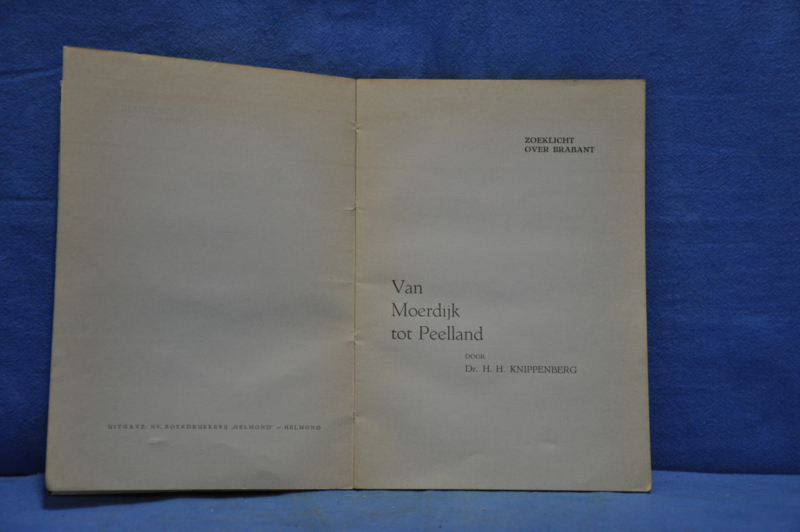 UITGAVE: NV. BOEKDRUKKERIJ „HELMOND" — HELMOND
ZOEKLICHT
OVER BRABANT
Van
Moerdijk
tot Peelland
DOOR
Dr. H. H. KNIPPENBERG